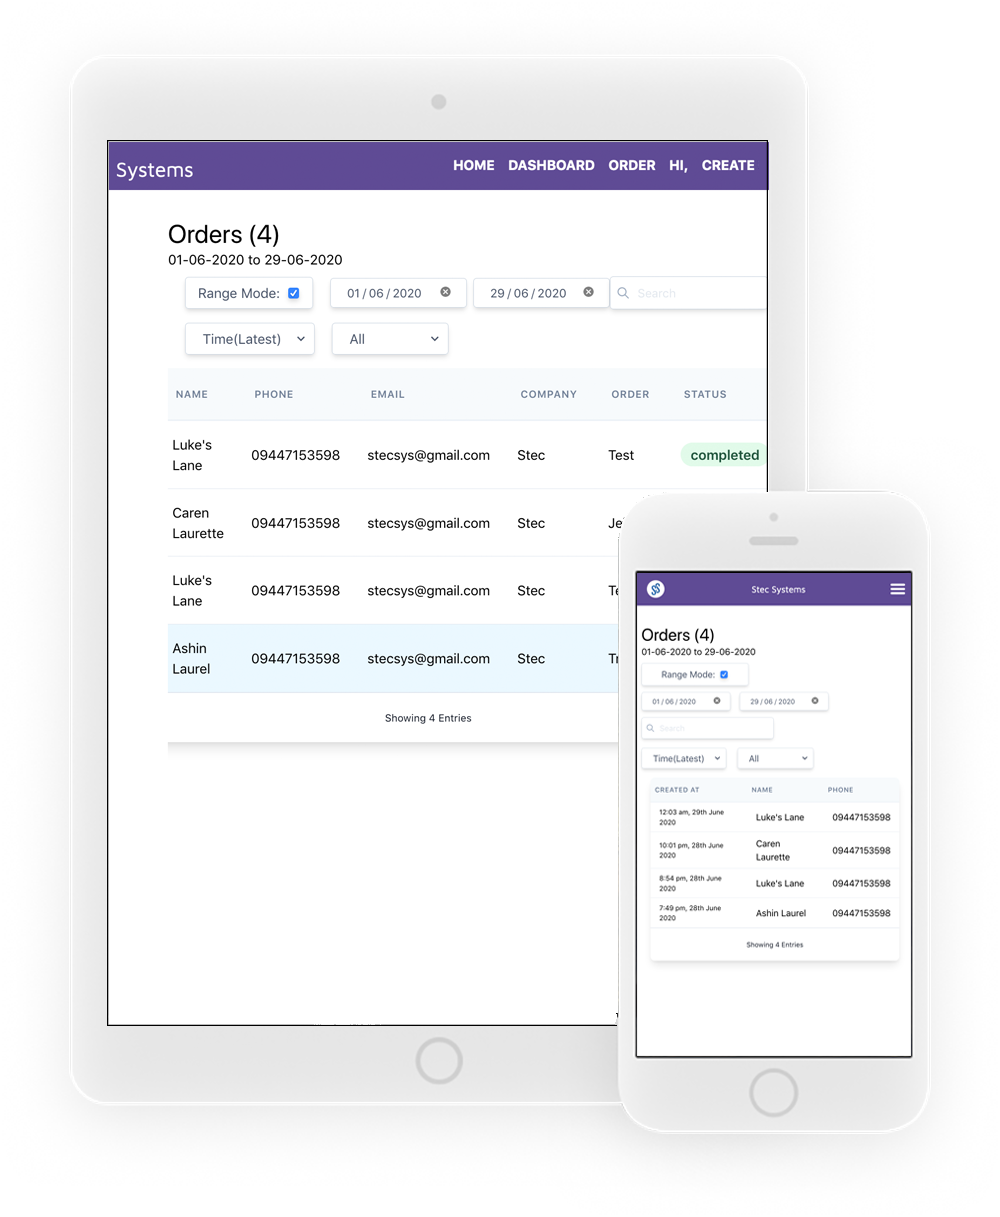 Systems
HOME DASHBOARD ORDER HI, CREATE
Orders (4)
01-06-2020 to 29-06-2020
Range Mode:
01 / 06 / 2020
29 / 06 / 2020
Search
Time(Latest)
All
NAME PHONE EMAIL COMPANY ORDER STATUS
Luke's
Lane
09447153598 stecsys@gmail.com Stec Test completed
Caren
Laurette
09447153598 stecsys@gmail.com Stec
Luke's
Lane
09447153598 stecsys@gmail.com Stec
Ashin
Laurel
09447153598 stecsys@gmail.com Stec
Showing 4 Entries
Stec Systems
Orders (4)
01-06-2020 to 29-06-2020
Range Mode:
01 / 06 / 2020
29 / 06 / 2020
Search
Time(Latest)
All
CREATED AT NAME PHONE
12:03 am, 29th June
2020
Luke's Lane 09447153598
10:01 pm, 28th June
2020
Caren
Laurette
09447153598
8:54 pm, 28th June
2020
Luke's Lane 09447153598
7:49 pm, 28th June
2020
Ashin Laurel 09447153598
Showing 4 Entries